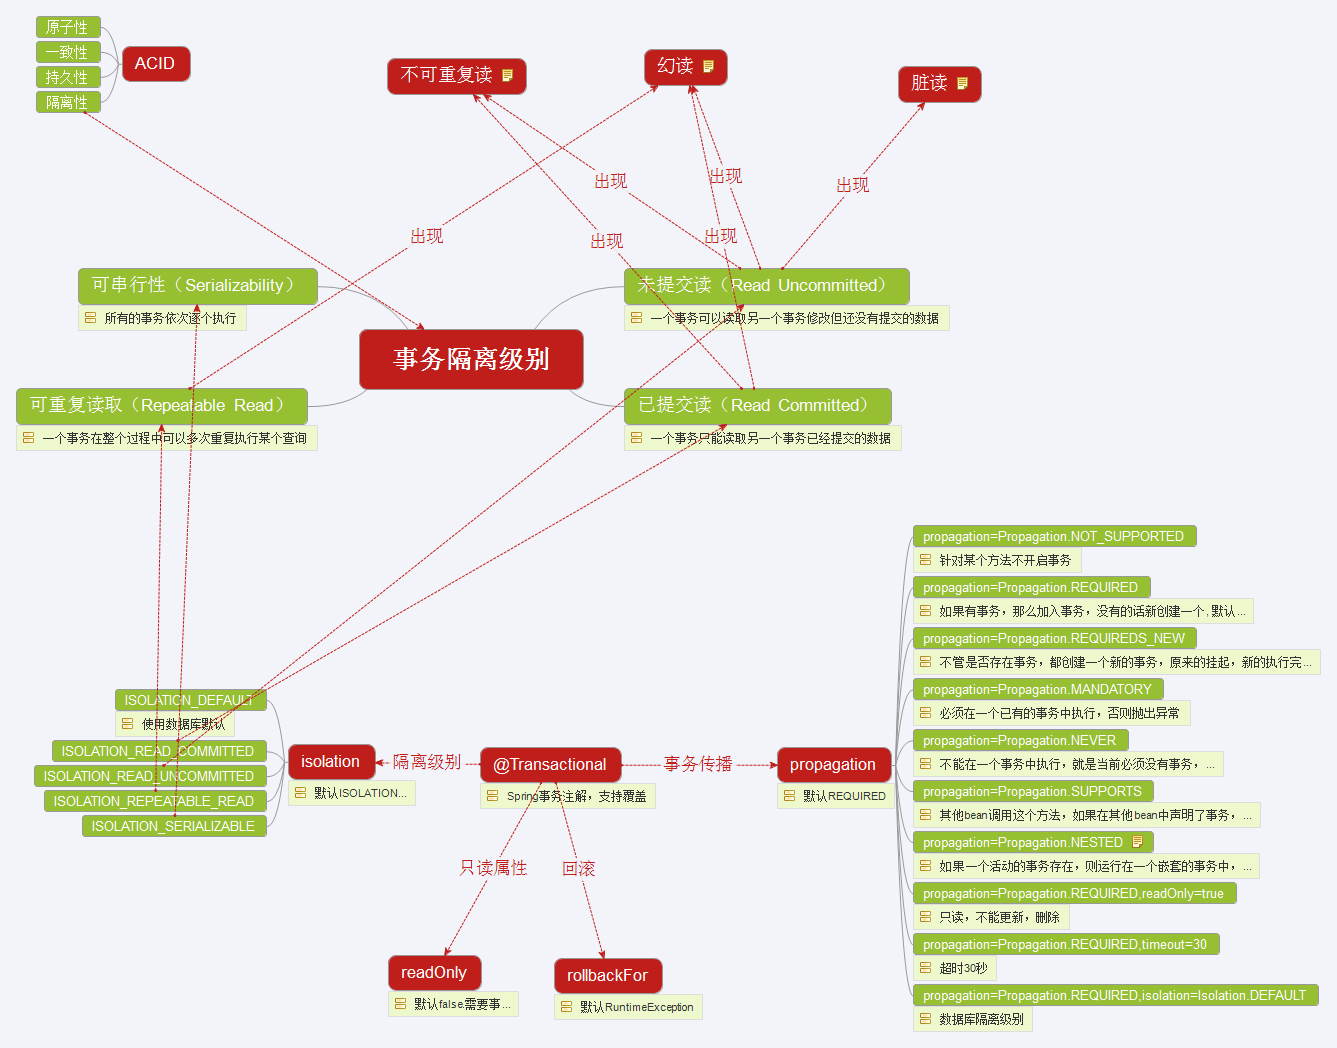 原子性
一致性
持久性
隔离性
ACID
不可重复读
幻读
脏读
出现
出现
出现
出现
出现
出现
可串行性（Serializability）
所有的事务依次逐个执行
未提交读（Read Uncommitted）
一个事务可以读取另一个事务修改但还没有提交的数据
事务隔离级别
可重复读取（Repeatable Read）
一个事务在整个过程中可以多次重复执行某个查询
已提交读（Read Committed）
一个事务只能读取另一个事务已经提交的数据
ISOLATION_DEFAULT
使用数据库默认
ISOLATION_READ_COMMITTED
ISOLATION_READ_UNCOMMITTED
ISOLATION_REPEATABLE_READ
ISOLATION_SERIALIZABLE
isolation
默认ISOLATION...
隔离级别
@Transactional
Spring事务注解，支持覆盖
事务传播
propagation
默认REQUIRED
只读属性
回滚
readOnly
默认false需要事...
rollbackFor
默认RuntimeException
propagation=Propagation.NOT_SUPPORTED
针对某个方法不开启事务
propagation=Propagation.REQUIRED
如果有事务，那么加入事务，没有的话新创建一个,默认...
propagation=Propagation.REQUIREDS_NEW
不管是否存在事务，都创建一个新的事务，原来的挂起，新的执行完...
propagation=Propagation.MANDATORY
必须在一个已有的事务中执行，否则抛出异常
propagation=Propagation.NEVER
不能在一个事务中执行，就是当前必须没有事务，...
propagation=Propagation.SUPPORTS
其他bean调用这个方法，如果在其他bean中声明了事务，...
propagation=Propagation.NESTED
如果一个活动的事务存在，则运行在一个嵌套的事务中，...
propagation=Propagation.REQUIRED,readOnly=true
只读，不能更新，删除
propagation=Propagation.REQUIRED,timeout=30
超时30秒
propagation=Propagation.REQUIRED,isolation=Isolation.DEFAULT
数据库隔离级别